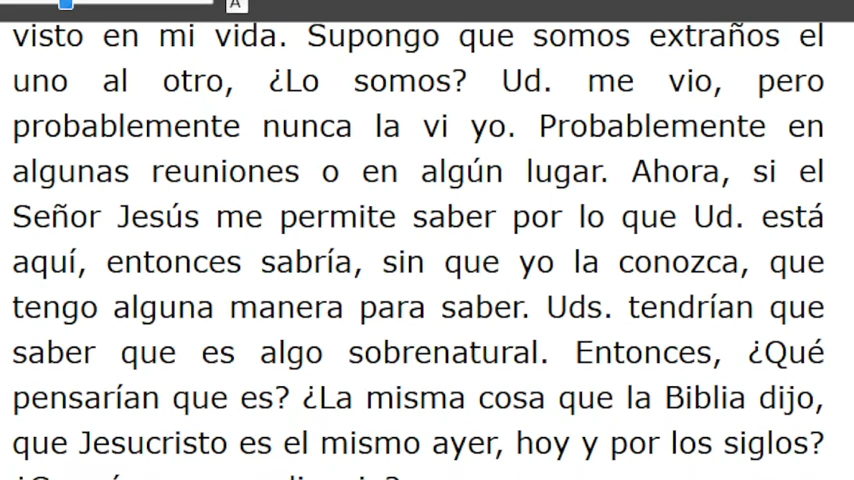 A
visto en mi vida. Supongo que somos extraños el
uno al otro, ¿Lo somos? Ud. me vio, pero
probablemente nunca la vi yo. Probablemente en
algunas reuniones o en algún lugar. Ahora, si el
Señor Jesús me permite saber por lo que Ud. está
aquí, entonces sabría, sin que yo la conozca, que
tengo alguna manera para saber. Uds. tendrían que
saber que es algo sobrenatural. Entonces, ¿Qué
pensarían que es? ¿La misma cosa que la Biblia dijo,
que Jesucristo es el mismo ayer, hoy y por los siglos?